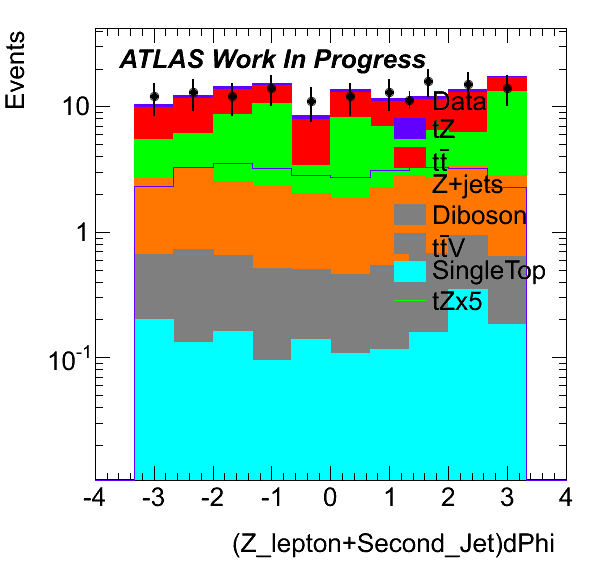 Events
ATLAS Work In Progress
10
1
10⁻¹
Data
tZ
tt̄
Z+jets
Diboson
tt̄V
SingleTop
tZx5
-4 -3 -2 -1 0 1 2 3 4
(Z_lepton+Second_Jet)dPhi